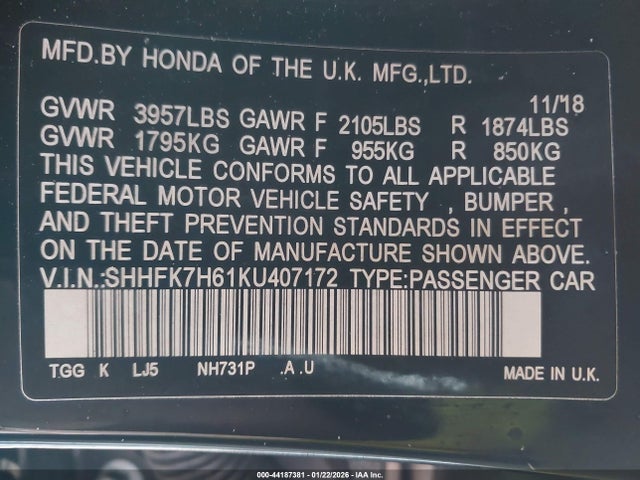 MFD.BY HONDA OF THE U.K. MFG.,LTD.
11/18
GVWR 3957LBS GAWR F 2105LBS R 1874LBS
GVWR 1795KG GAWR F 955KG R 850KG
THIS VEHICLE CONFORMS TO ALL APPLICABLE
FEDERAL MOTOR VEHICLE SAFETY , BUMPER ,
AND THEFT PREVENTION STANDARDS IN EFFECT
ON THE DATE OF MANUFACTURE SHOWN ABOVE.
V.I.N.:SHHFK7H61KU407172 TYPE:PASSENGER CAR
TGG K LJ5 NH731P .A .U MADE IN U.K.
000-44187381 - 01/22/2026 - IAA Inc.